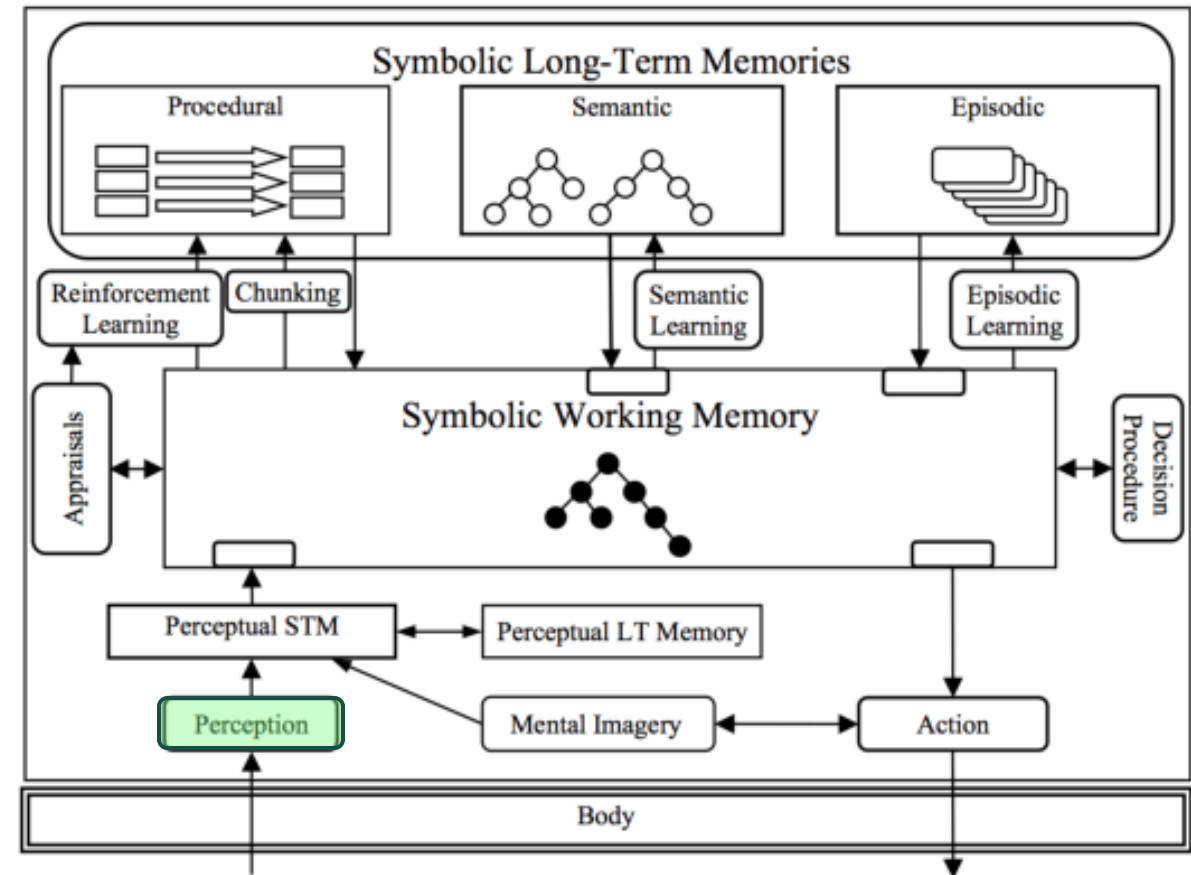 Symbolic Long-Term Memories
Procedural
Semantic
Episodic
Reinforcement
Learning
Chunking
Semantic
Learning
Episodic
Learning
Symbolic Working Memory
Appraisals
Decision
Procedure
Perceptual STM
Perceptual LT Memory
Perception
Mental Imagery
Action
Body